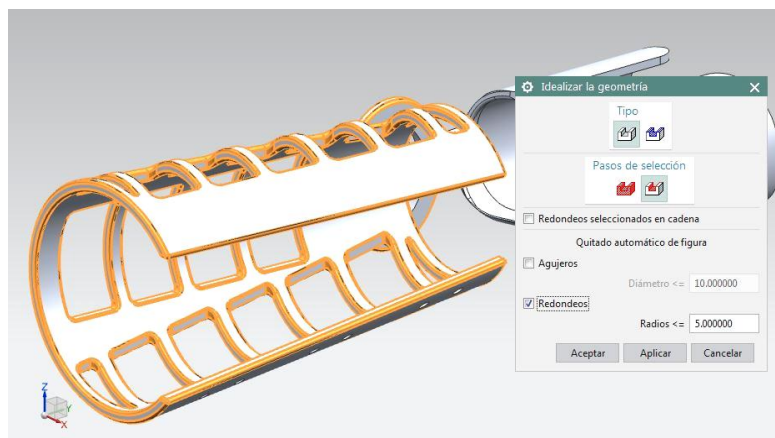 Idealizar la geometría
Tipo
Pasos de selección
Redondeos seleccionados en cadena
Quitado automático de figura
Agujeros
Diámetro <= 10.000000
Redondeos
Radios <= 5.000000
Aceptar Aplicar Cancelar
Z
Y
X